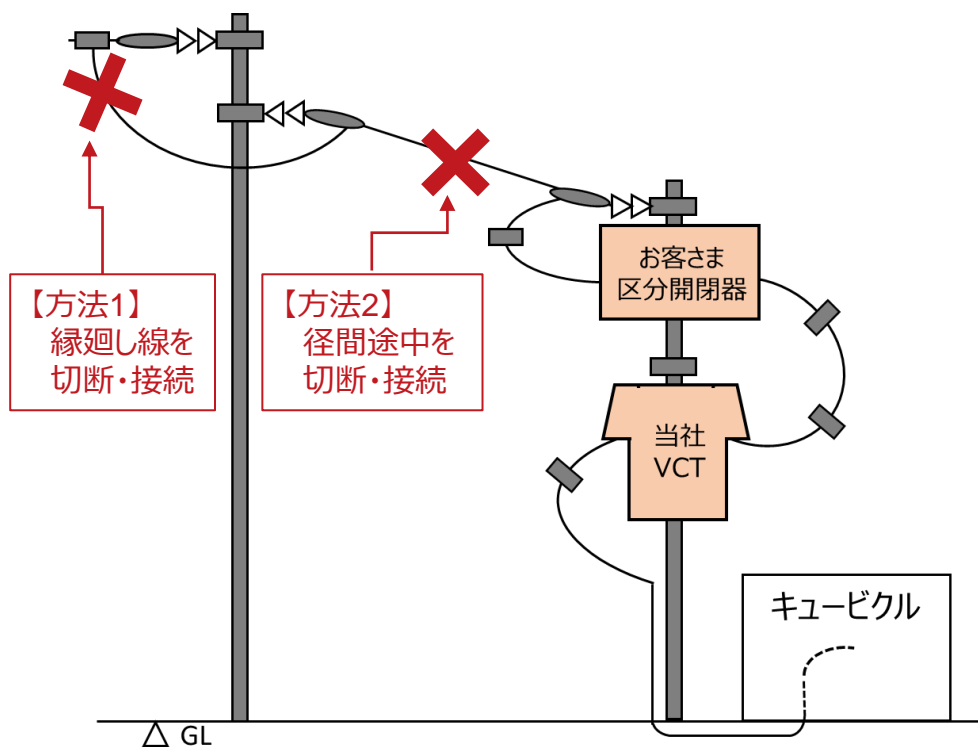 お客さま
区分開閉器
【方法1】
縁廻し線を
切断・接続
【方法2】
径間途中を
切断・接続
当社
VCT
キュービクル
GL